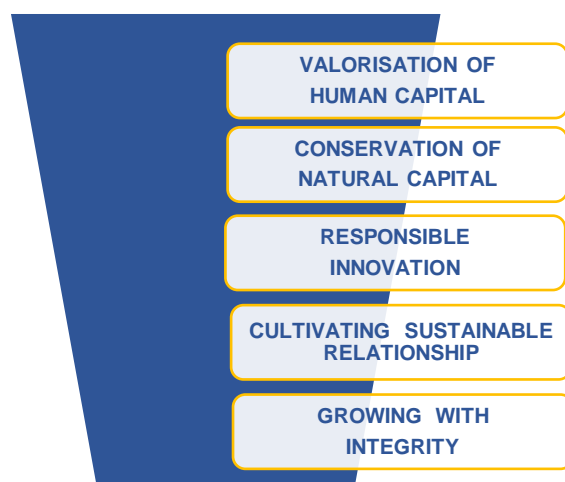 VALORISATION OF
HUMAN CAPITAL
CONSERVATION OF
NATURAL CAPITAL
RESPONSIBLE
INNOVATION
CULTIVATING SUSTAINABLE
RELATIONSHIP
GROWING WITH
INTEGRITY